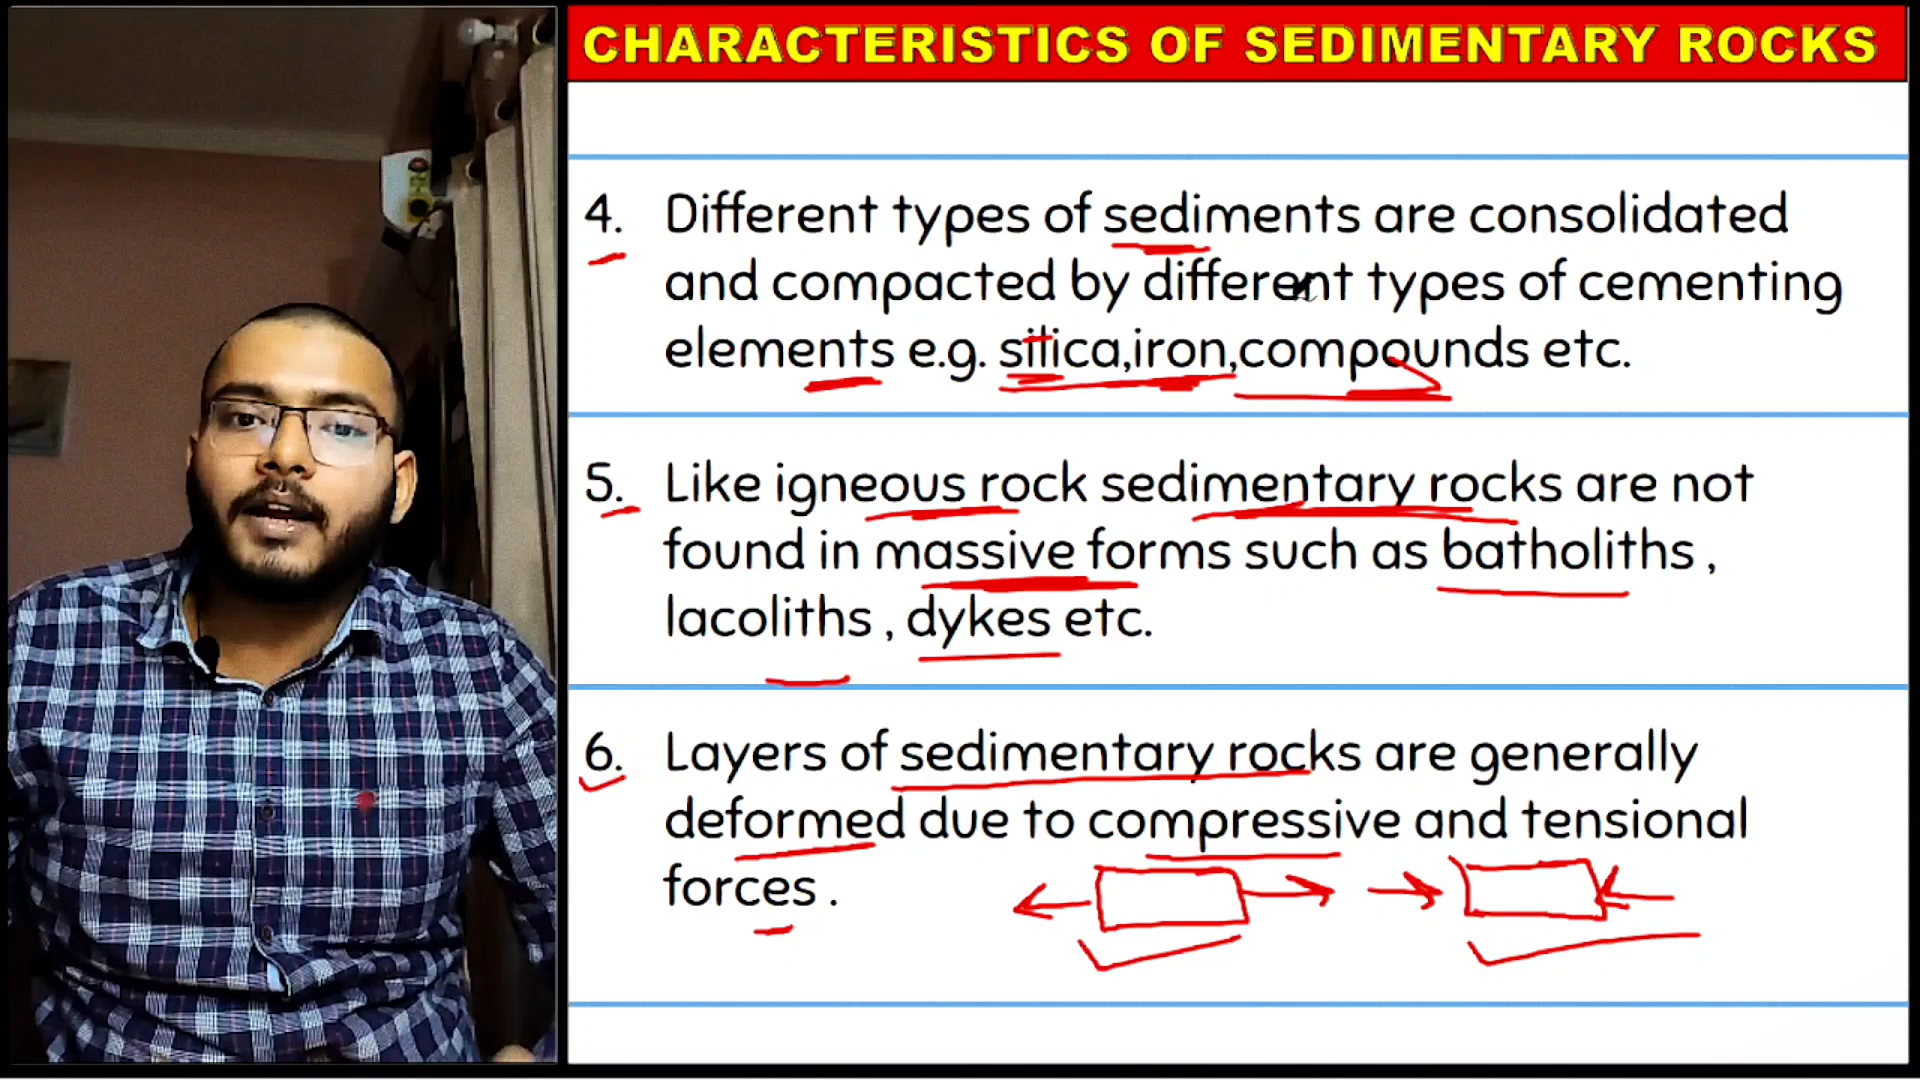 CHARACTERISTICS OF SEDIMENTARY ROCKS
4. Different types of sediments are consolidated
and compacted by different types of cementing
elements e.g. silica,iron,compounds etc.
5. Like igneous rock sedimentary rocks are not
found in massive forms such as batholiths ,
lacoliths , dykes etc.
6. Layers of sedimentary rocks are generally
deformed due to compressive and tensional
forces .